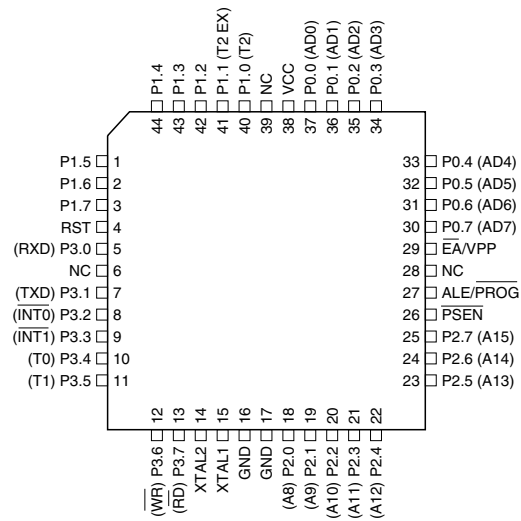 P1.4
P1.3
P1.2
P1.1 (T2 EX)
P1.0 (T2)
NC
VCC
P0.0 (AD0)
P0.1 (AD1)
P0.2 (AD2)
P0.3 (AD3)
44
43
42
41
40
39
38
37
36
35
34
P1.5 1
P1.6 2
P1.7 3
RST 4
(RXD) P3.0 5
NC 6
(TXD) P3.1 7
(INT0) P3.2 8
(INT1) P3.3 9
(T0) P3.4 10
(T1) P3.5 11
33 P0.4 (AD4)
32 P0.5 (AD5)
31 P0.6 (AD6)
30 P0.7 (AD7)
29 EA/VPP
28 NC
27 ALE/PROG
26 PSEN
25 P2.7 (A15)
24 P2.6 (A14)
23 P2.5 (A13)
12
13
14
15
16
17
18
19
20
21
22
(WR) P3.6
(RD) P3.7
XTAL2
XTAL1
GND
GND
(A8) P2.0
(A9) P2.1
(A10) P2.2
(A11) P2.3
(A12) P2.4